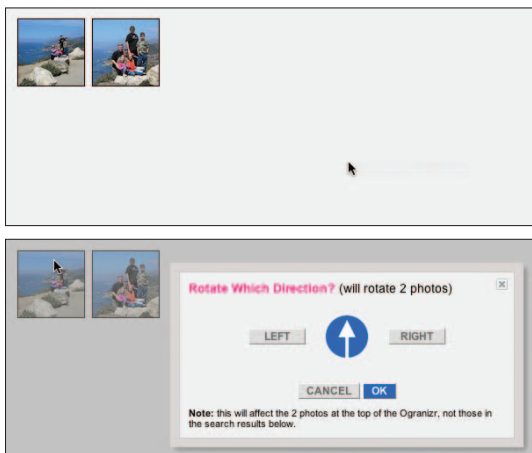 Rotate Which Direction? (will rotate 2 photos)
LEFT
RIGHT
CANCEL
OK
Note: this will affect the 2 photos at the top of the Ogranizr, not those in
the search results below.